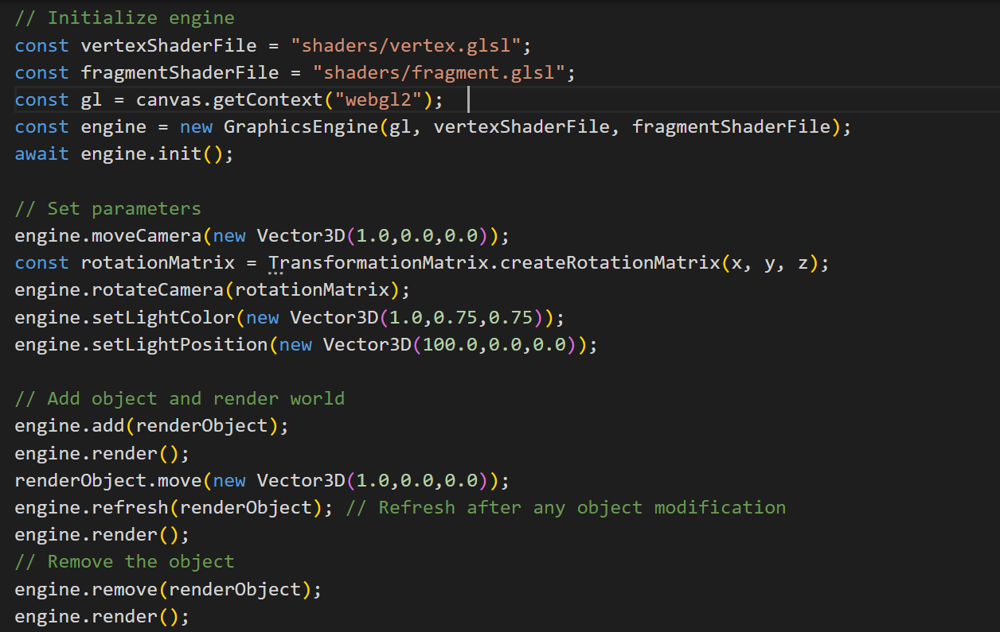 // Initialize engine
const vertexShaderFile = "shaders/vertex.glsl";
const fragmentShaderFile = "shaders/fragment.glsl";
const gl = canvas.getContext("webgl2");
const engine = new GraphicsEngine(gl, vertexShaderFile, fragmentShaderFile);
await engine.init();
// Set parameters
engine.moveCamera(new Vector3D(1.0,0.0,0.0));
const rotationMatrix = TransformationMatrix.createRotationMatrix(x, y, z);
engine.rotateCamera(rotationMatrix);
engine.setLightColor(new Vector3D(1.0,0.75,0.75));
engine.setLightPosition(new Vector3D(100.0,0.0,0.0));
// Add object and render world
engine.add(renderObject);
engine.render();
renderObject.move(new Vector3D(1.0,0.0,0.0));
engine.refresh(renderObject); // Refresh after any object modification
engine.render();
// Remove the object
engine.remove(renderObject);
engine.render();